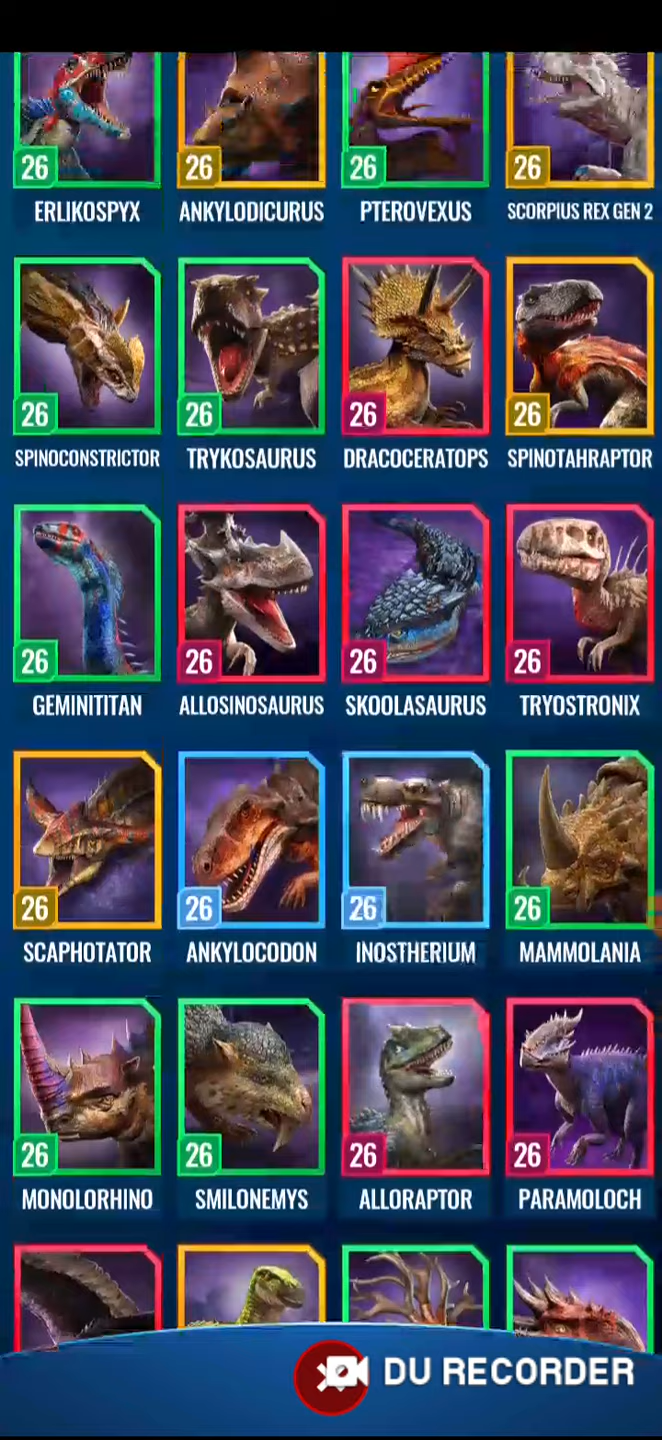 26 26 26 26
ERLIKOSPYX ANKYLODICURUS PTEROVEXUS SCORPIUS REX GEN 2
26 26 26 26
SPINOCONSTRICTOR TRYKOSAURUS DRACOCERATOPS SPINOTAHRAPTOR
26 26 26 26
GEMINITITAN ALLOSINOSAURUS SKOOLASAURUS TRYOSTRONIX
26 26 26 26
SCAPHOTATOR ANKYLOCODON INOSTHERIUM MAMMOLANIA
26 26 26 26
MONOLORHINO SMILONEMYS ALLORAPTOR PARAMOLOCH
DU RECORDER